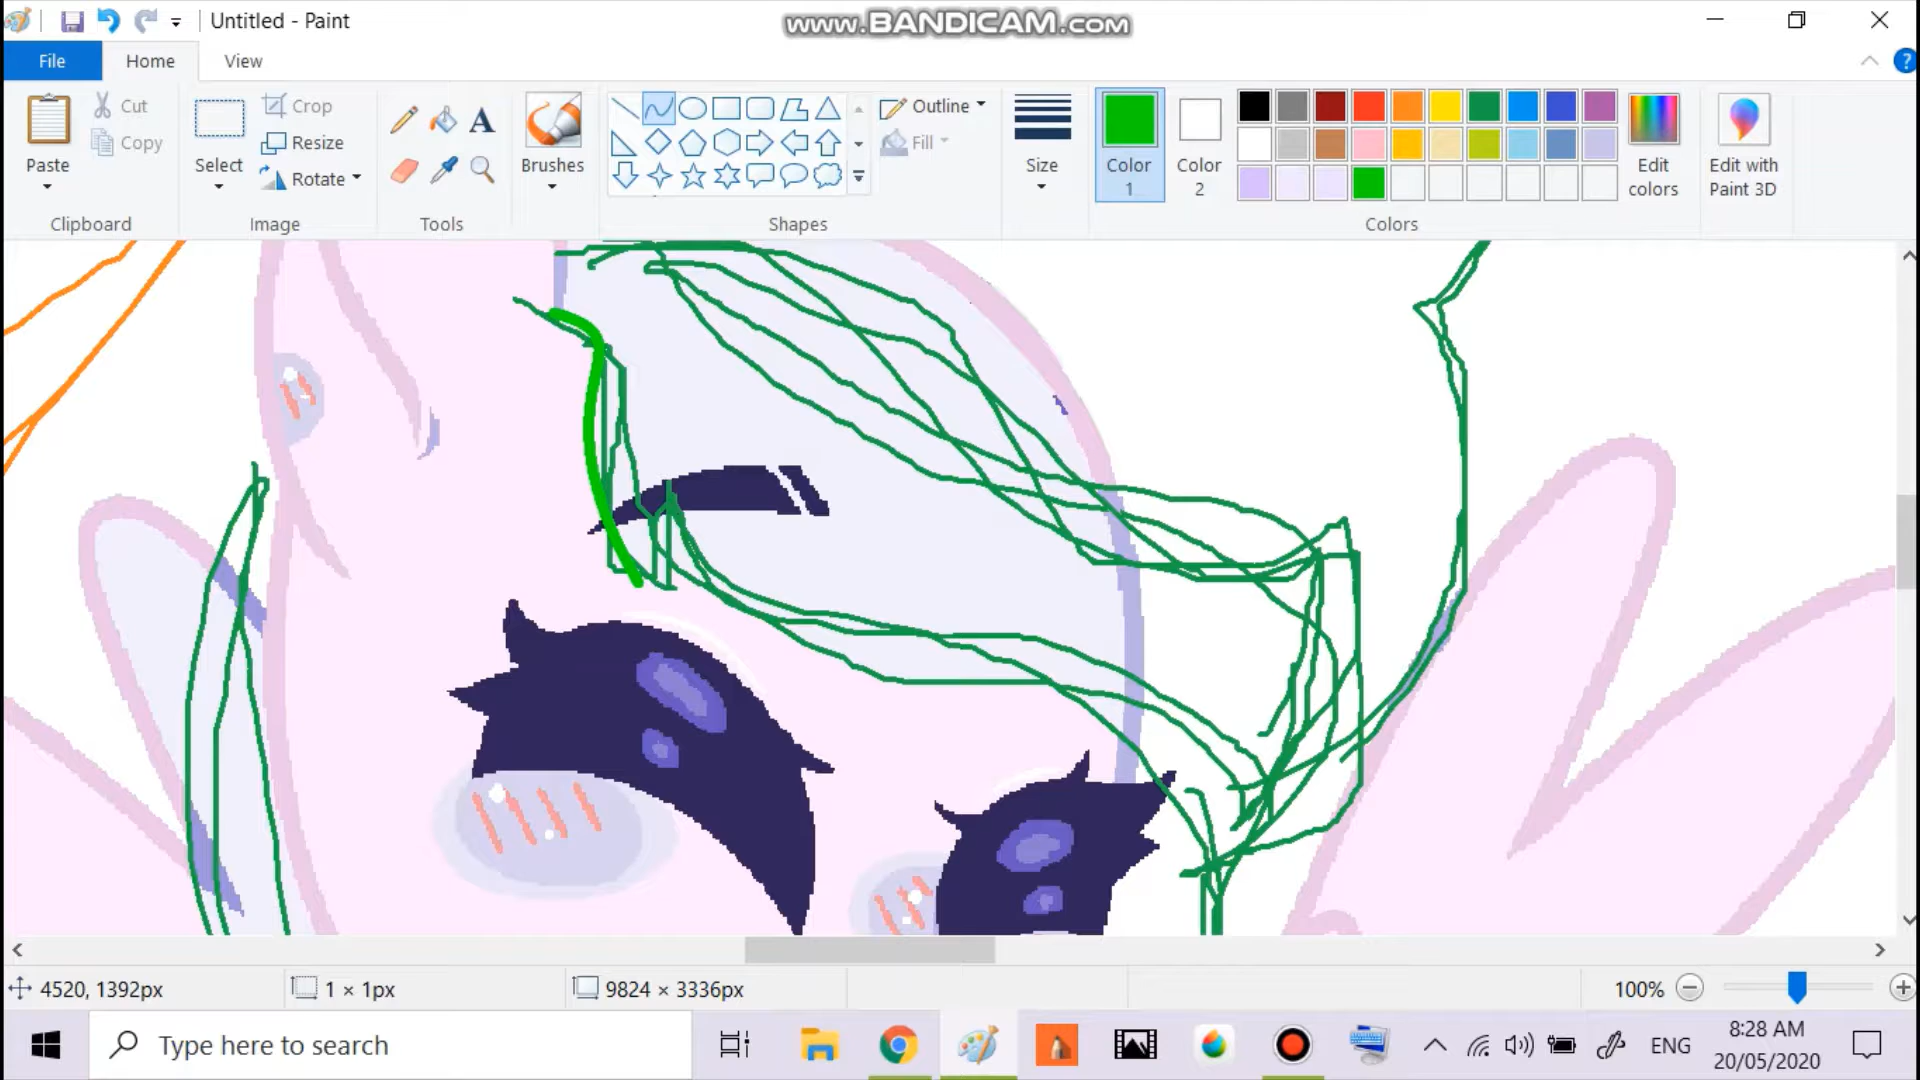 Untitled - Paint
www.BANDICAM.com
File
Home
View
Paste
Cut
Copy
Clipboard
Select
Crop
Resize
Rotate
Image
A
Tools
Brushes
Outline
Fill
Shapes
Size
Color
1
Color
2
Edit
colors
Colors
Edit with
Paint 3D
?
4520, 1392px
1 × 1px
9824 × 3336px
100%
Type here to search
ENG
8:28 AM
20/05/2020